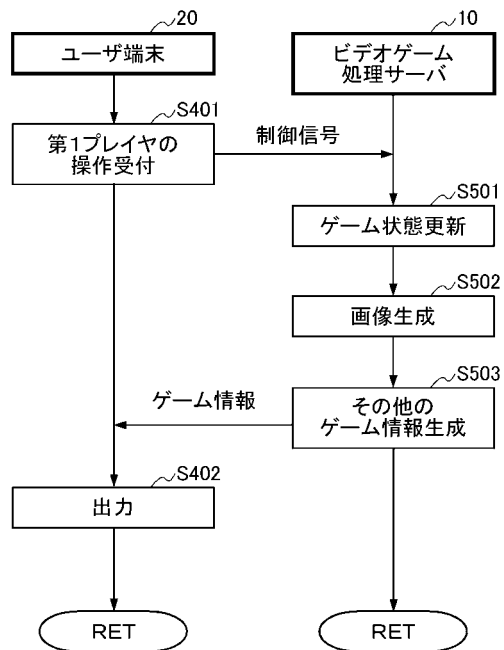 20
ユーザ端末
10
ビデオゲーム
処理サーバ
S401
第1プレイヤの
操作受付
制御信号
S501
ゲーム状態更新
S502
画像生成
S503
その他の
ゲーム情報生成
ゲーム情報
S402
出力
RET
RET